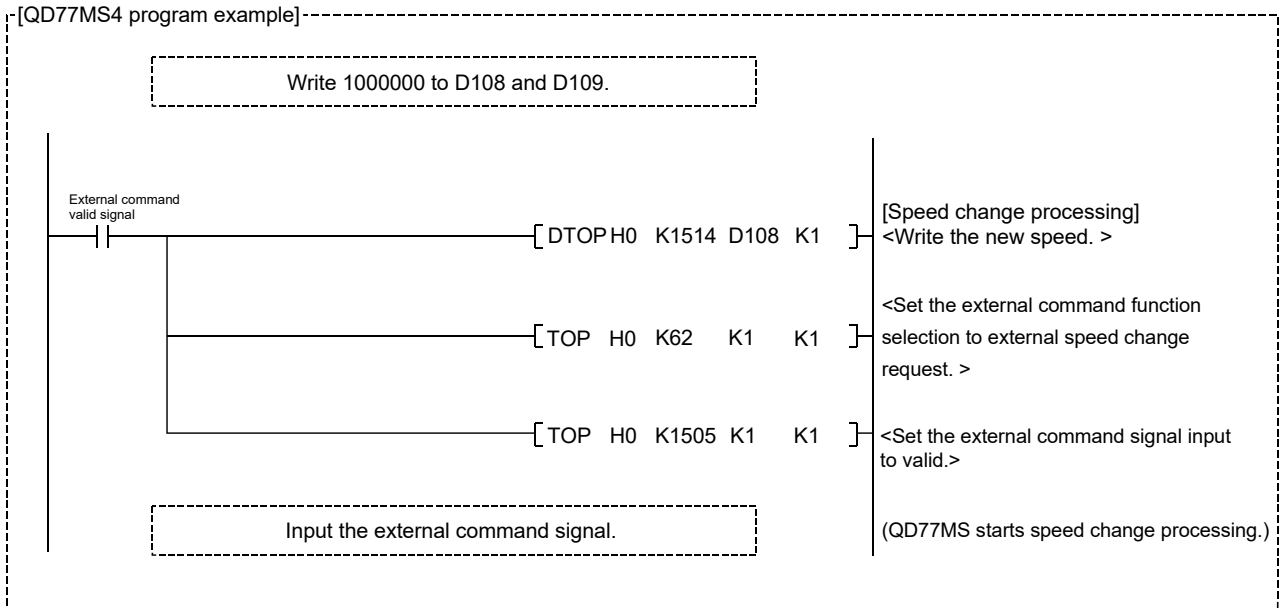 [QD77MS4 program example]
Write 1000000 to D108 and D109.
External command
valid signal
DTOP H0 K1514 D108 K1
[Speed change processing]
<Write the new speed. >
TOP H0 K62 K1 K1
<Set the external command function
selection to external speed change
request. >
TOP H0 K1505 K1 K1
<Set the external command signal input
to valid.>
Input the external command signal.
(QD77MS starts speed change processing.)